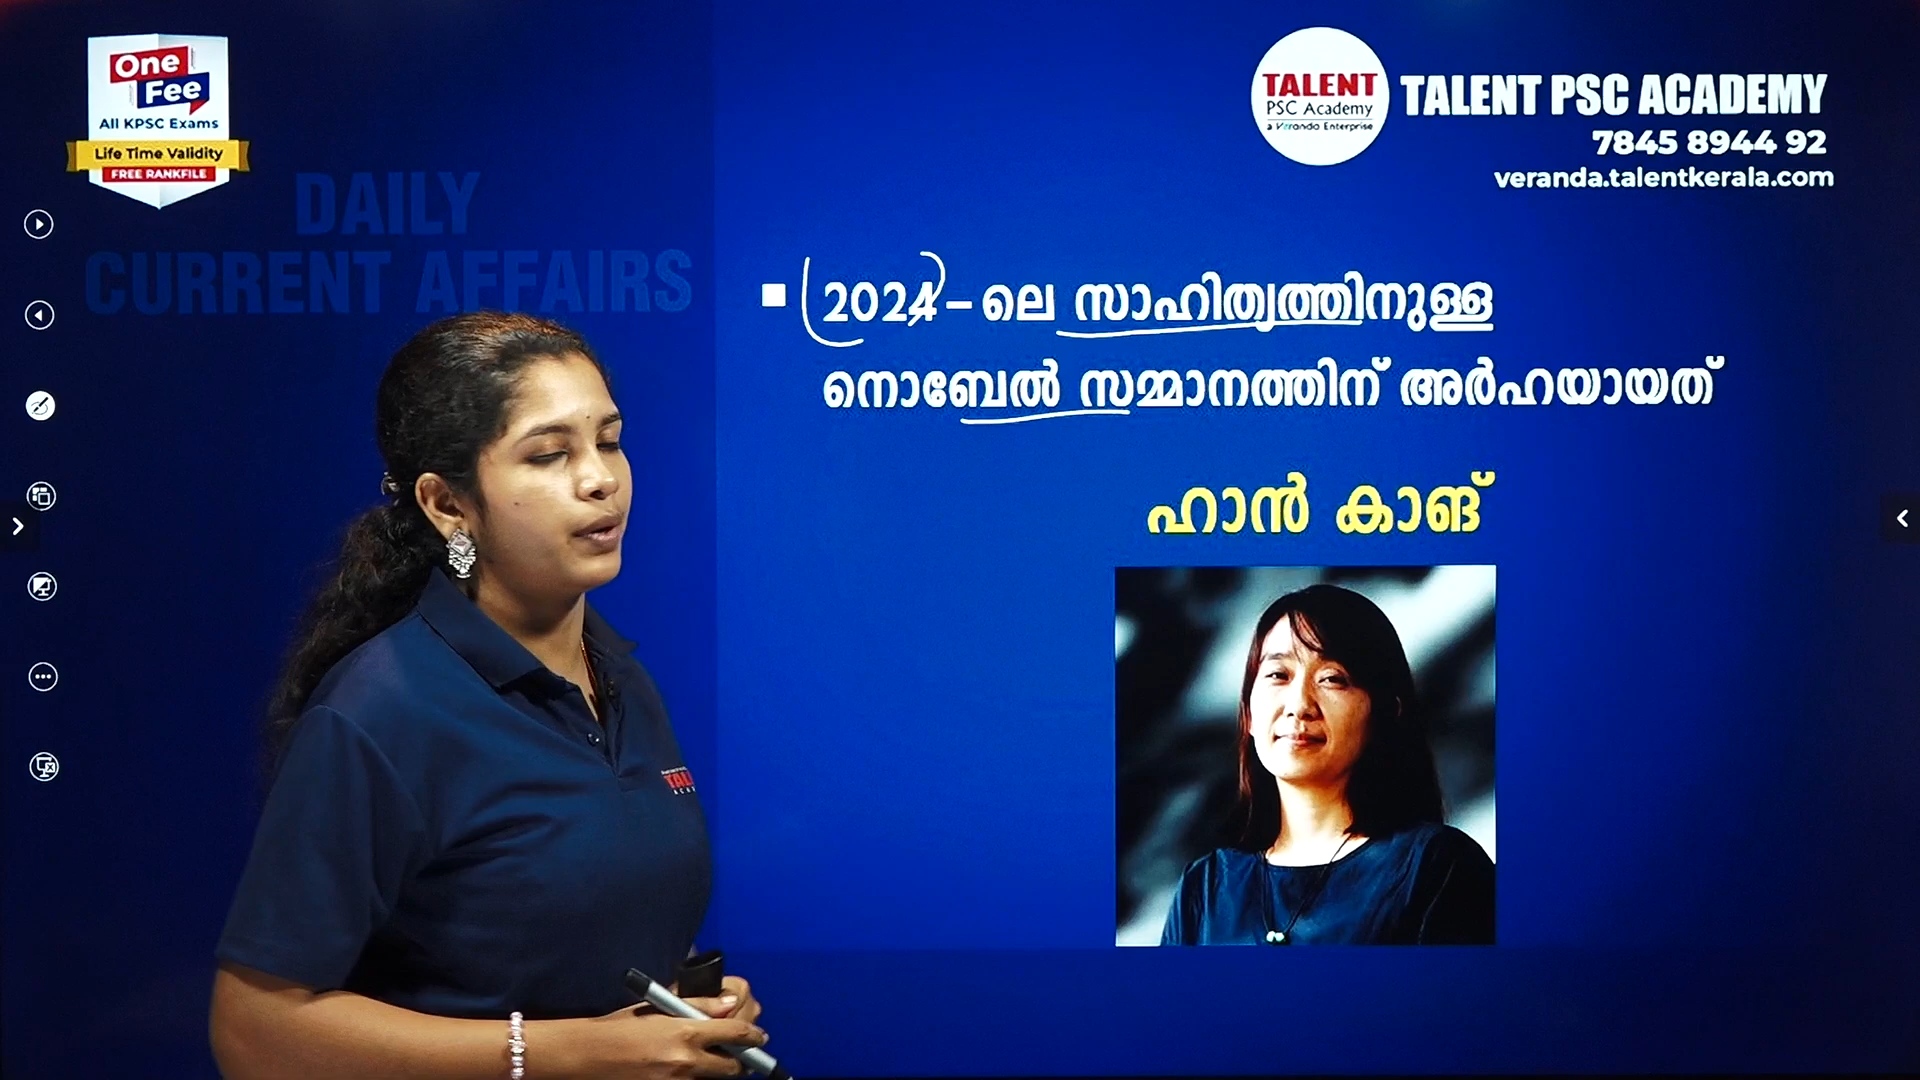 One
Fee
All KPSC Exams
Life Time Validity
FREE RANKFILE
TALENT
PSC Academy
a Veranda Enterprise
TALENT PSC ACADEMY
7845 8944 92
veranda.talentkerala.com
DAILY
CURRENT AFFAIRS
2024-ലെ സാഹിത്യത്തിനുള്ള
നൊബേൽ സമ്മാനത്തിന് അർഹയായത്
ഹാൻ കാങ്